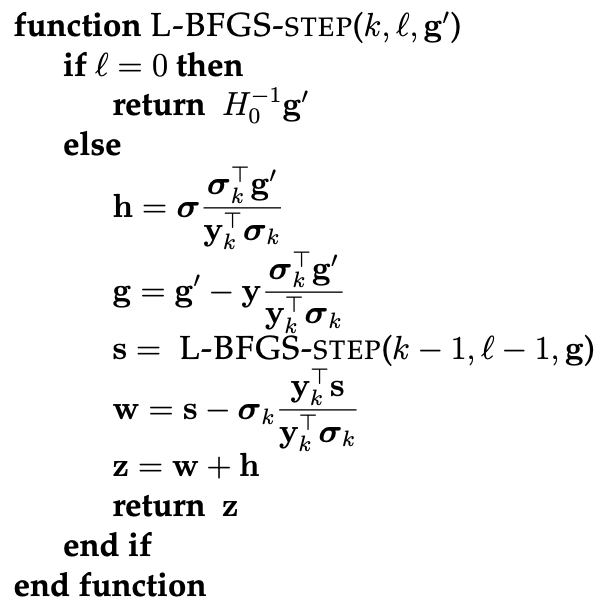 function L-BFGS-STEP(k, ℓ, g′)
if ℓ = 0 then
return H₀⁻¹g′
else
h = σ (σₖ⊤g′)/(yₖ⊤σₖ)
g = g′ − y (σₖ⊤g′)/(yₖ⊤σₖ)
s = L-BFGS-STEP(k − 1, ℓ − 1, g)
w = s − σₖ (yₖ⊤s)/(yₖ⊤σₖ)
z = w + h
return z
end if
end function